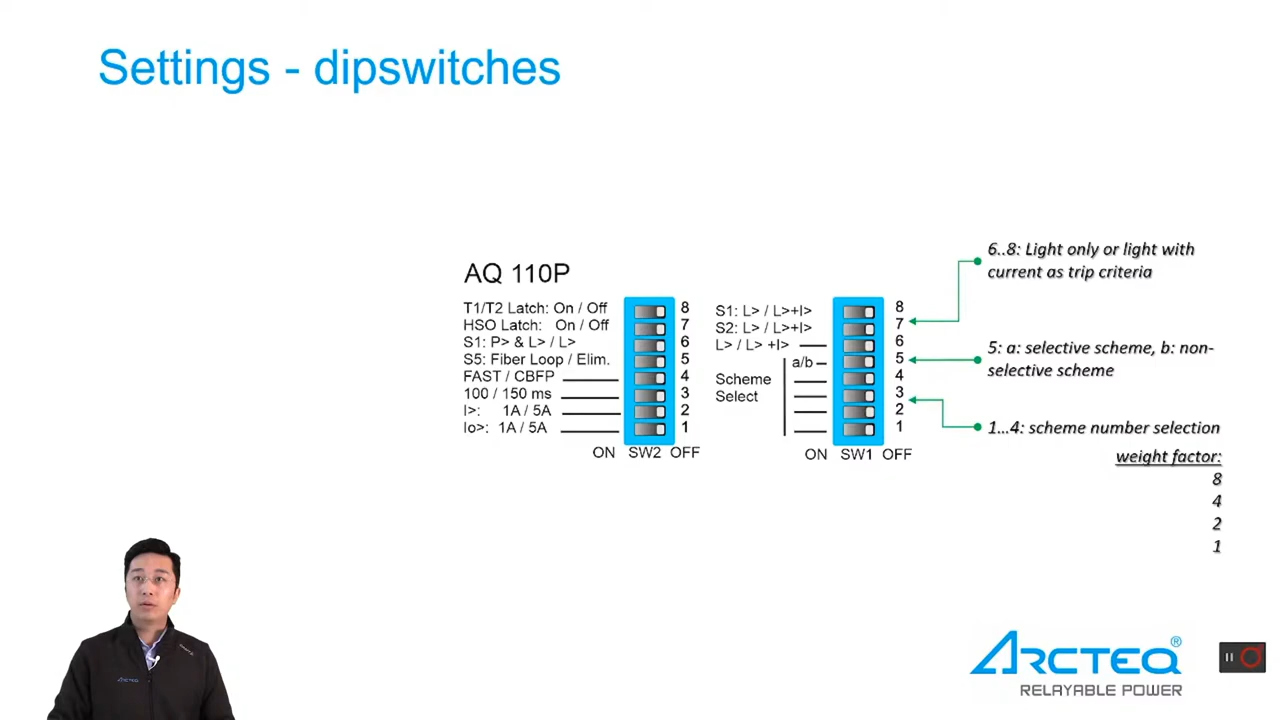 Settings - dipswitches
AQ 110P
T1/T2 Latch: On / Off
HSO Latch: On / Off
S1: P> & L> / L>
S5: Fiber Loop / Elim.
FAST / CBFP
100 / 150 ms
I>: 1A / 5A
Io>: 1A / 5A
8
7
6
5
4
3
2
1
ON SW2 OFF
S1: L> / L>+I>
S2: L> / L>+I>
L> / L> +I>
a/b
Scheme
Select
8
7
6
5
4
3
2
1
ON SW1 OFF
6..8: Light only or light with
current as trip criteria
5: a: selective scheme, b: non-
selective scheme
1...4: scheme number selection
weight factor:
8
4
2
1
ARCTEQ
ARCTEQ®
RELAYABLE POWER